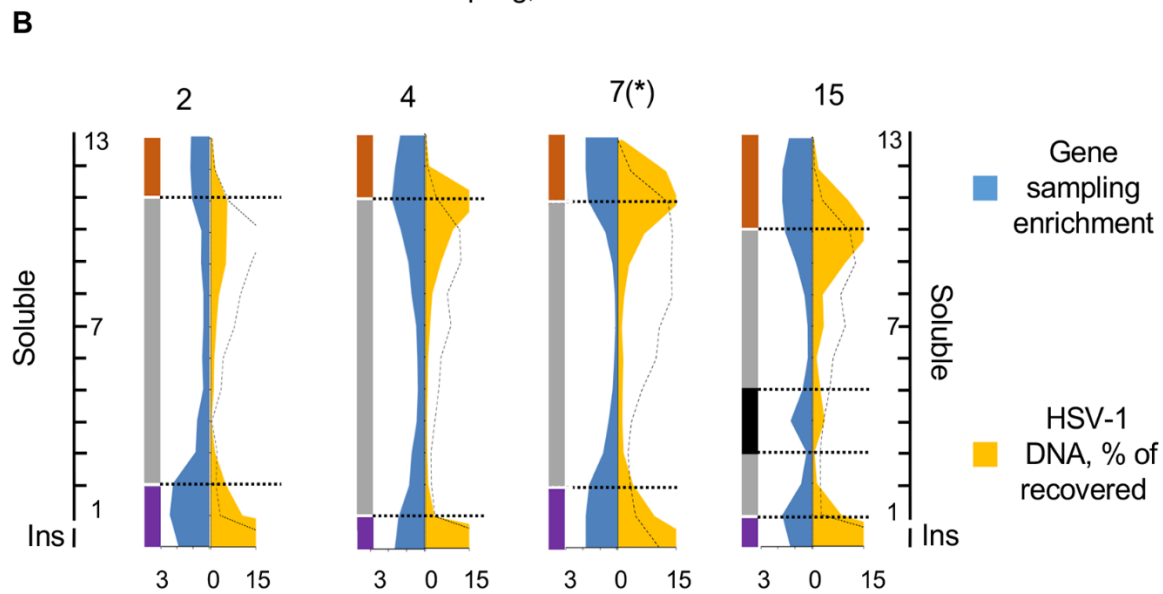 B
2
4
7(*)
15
13
7
1
Ins
Soluble
13
7
1
Ins
Soluble
Gene
sampling
enrichment
HSV-1
DNA, % of
recovered
3 0 15
3 0 15
3 0 15
3 0 15